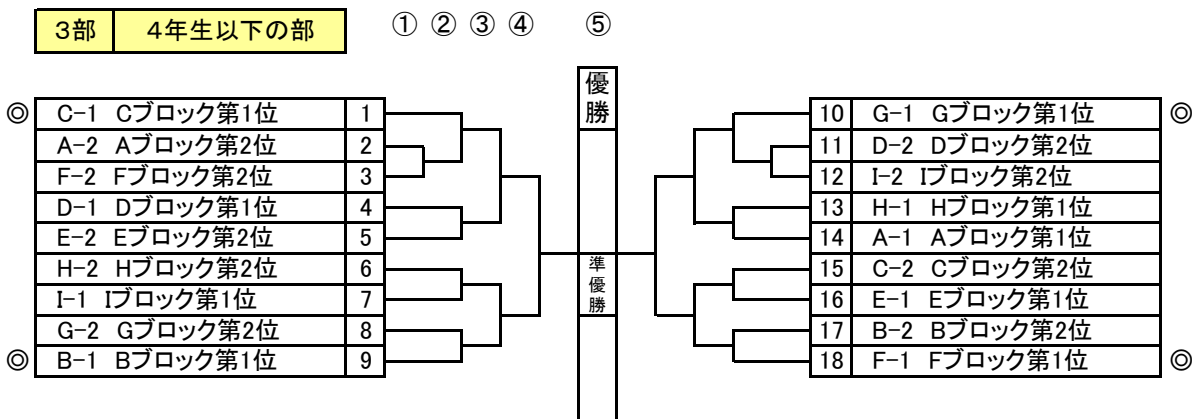 3部 4年生以下の部 ① ② ③ ④ ⑤
優勝
◎ C-1 Cブロック第1位 1
A-2 Aブロック第2位 2
F-2 Fブロック第2位 3
D-1 Dブロック第1位 4
E-2 Eブロック第2位 5
H-2 Hブロック第2位 6
I-1 Iブロック第1位 7
G-2 Gブロック第2位 8
◎ B-1 Bブロック第1位 9
準優勝
10 G-1 Gブロック第1位 ◎
11 D-2 Dブロック第2位
12 I-2 Iブロック第2位
13 H-1 Hブロック第1位
14 A-1 Aブロック第1位
15 C-2 Cブロック第2位
16 E-1 Eブロック第1位
17 B-2 Bブロック第2位
18 F-1 Fブロック第1位 ◎